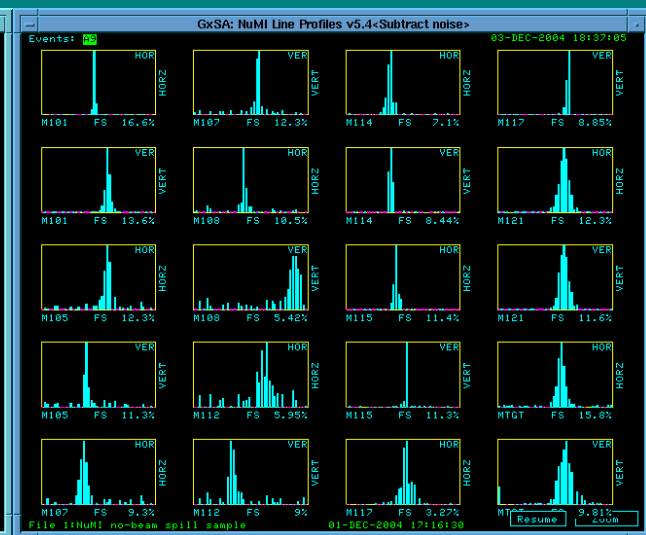 GxSA: NuMI Line Profiles v5.4<Subtract noise>
Events: A9 03-DEC-2004 18:37:05
HOR HORZ VER VERT HOR HORZ VER VERT
M101 FS 16.6% M107 FS 12.3% M114 FS 7.1% M117 FS 8.85%
VER VERT HOR HORZ VER VERT HOR HORZ
M101 FS 13.6% M108 FS 10.5% M114 FS 8.44% M121 FS 12.3%
HOR HORZ VER VERT HOR HORZ VER VERT
M105 FS 12.3% M108 FS 5.42% M115 FS 11.4% M121 FS 11.6%
VER VERT HOR HORZ VER VERT HOR HORZ
M105 FS 11.3% M112 FS 5.95% M115 FS 11.3% MTGT FS 15.8%
HOR HORZ VER VERT HOR HORZ VER VERT
M107 FS 9.3% M112 FS 9% M117 FS 3.27% MTGT FS 9.81%
File 1:NuMI no-beam spill sample 01-DEC-2004 17:16:30 Resume Zoom